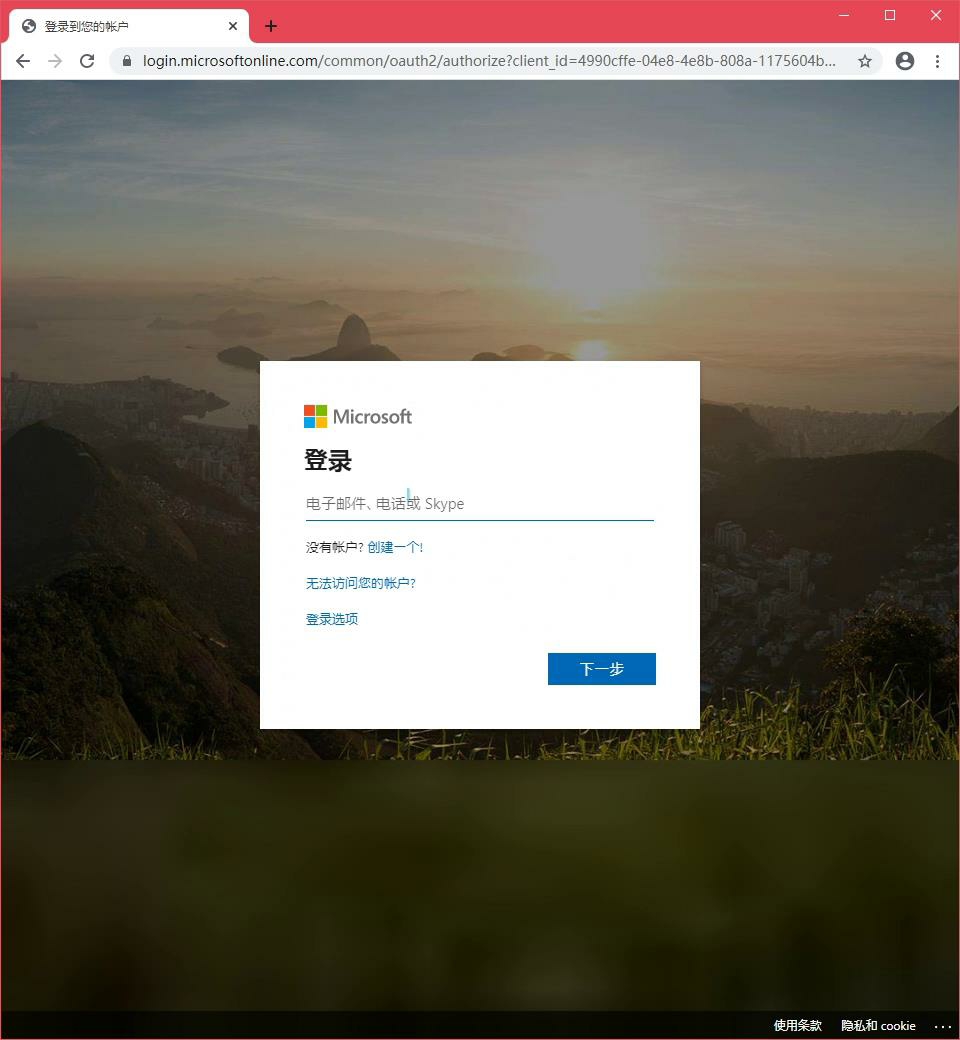 登录到您的帐户
login.microsoftonline.com/common/oauth2/authorize?client_id=4990cffe-04e8-4e8b-808a-1175604b...
Microsoft
登录
电子邮件、电话或 Skype
没有帐户? 创建一个!
无法访问您的帐户?
登录选项
下一步
使用条款 隐私和 cookie ...